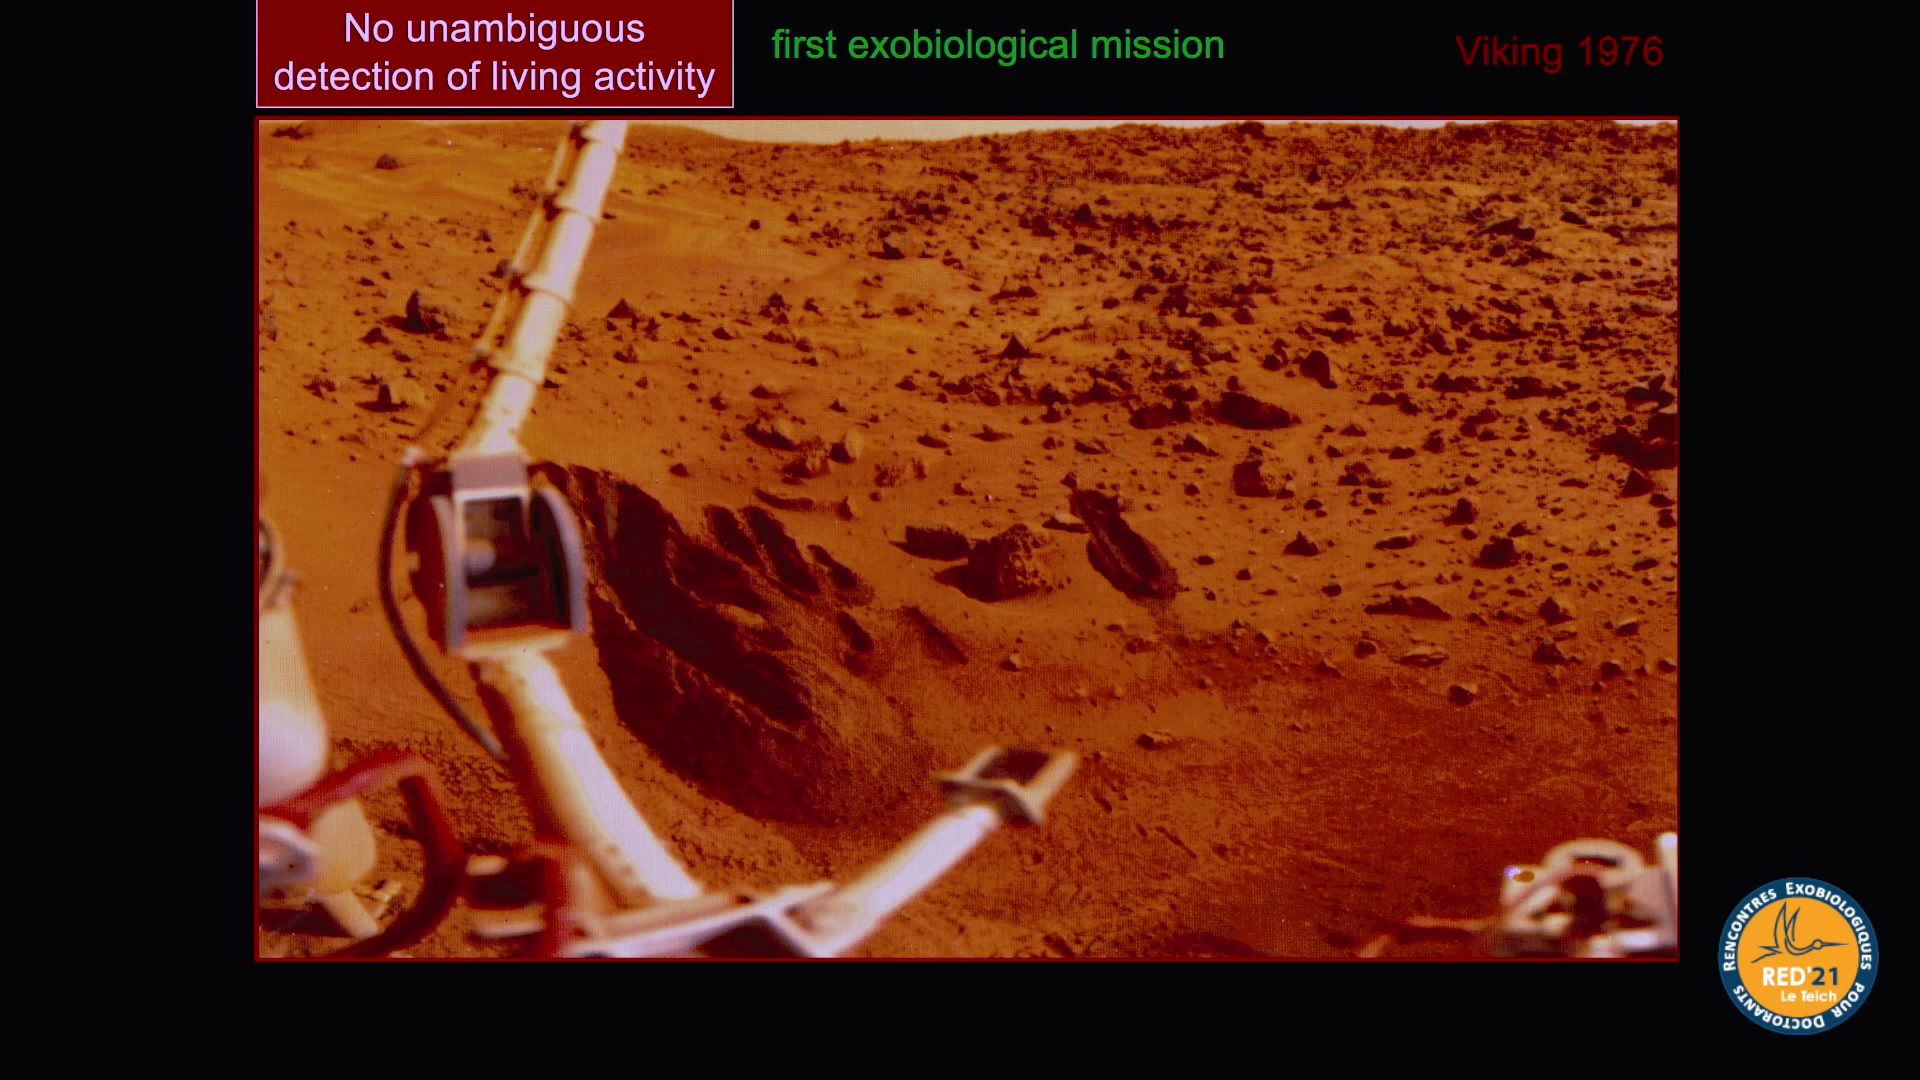 No unambiguous
detection of living activity
first exobiological mission
Viking 1976
RENCONTRES EXOBIOLOGIQUES
POUR DOCTORANTS
RED'21
Le Teich